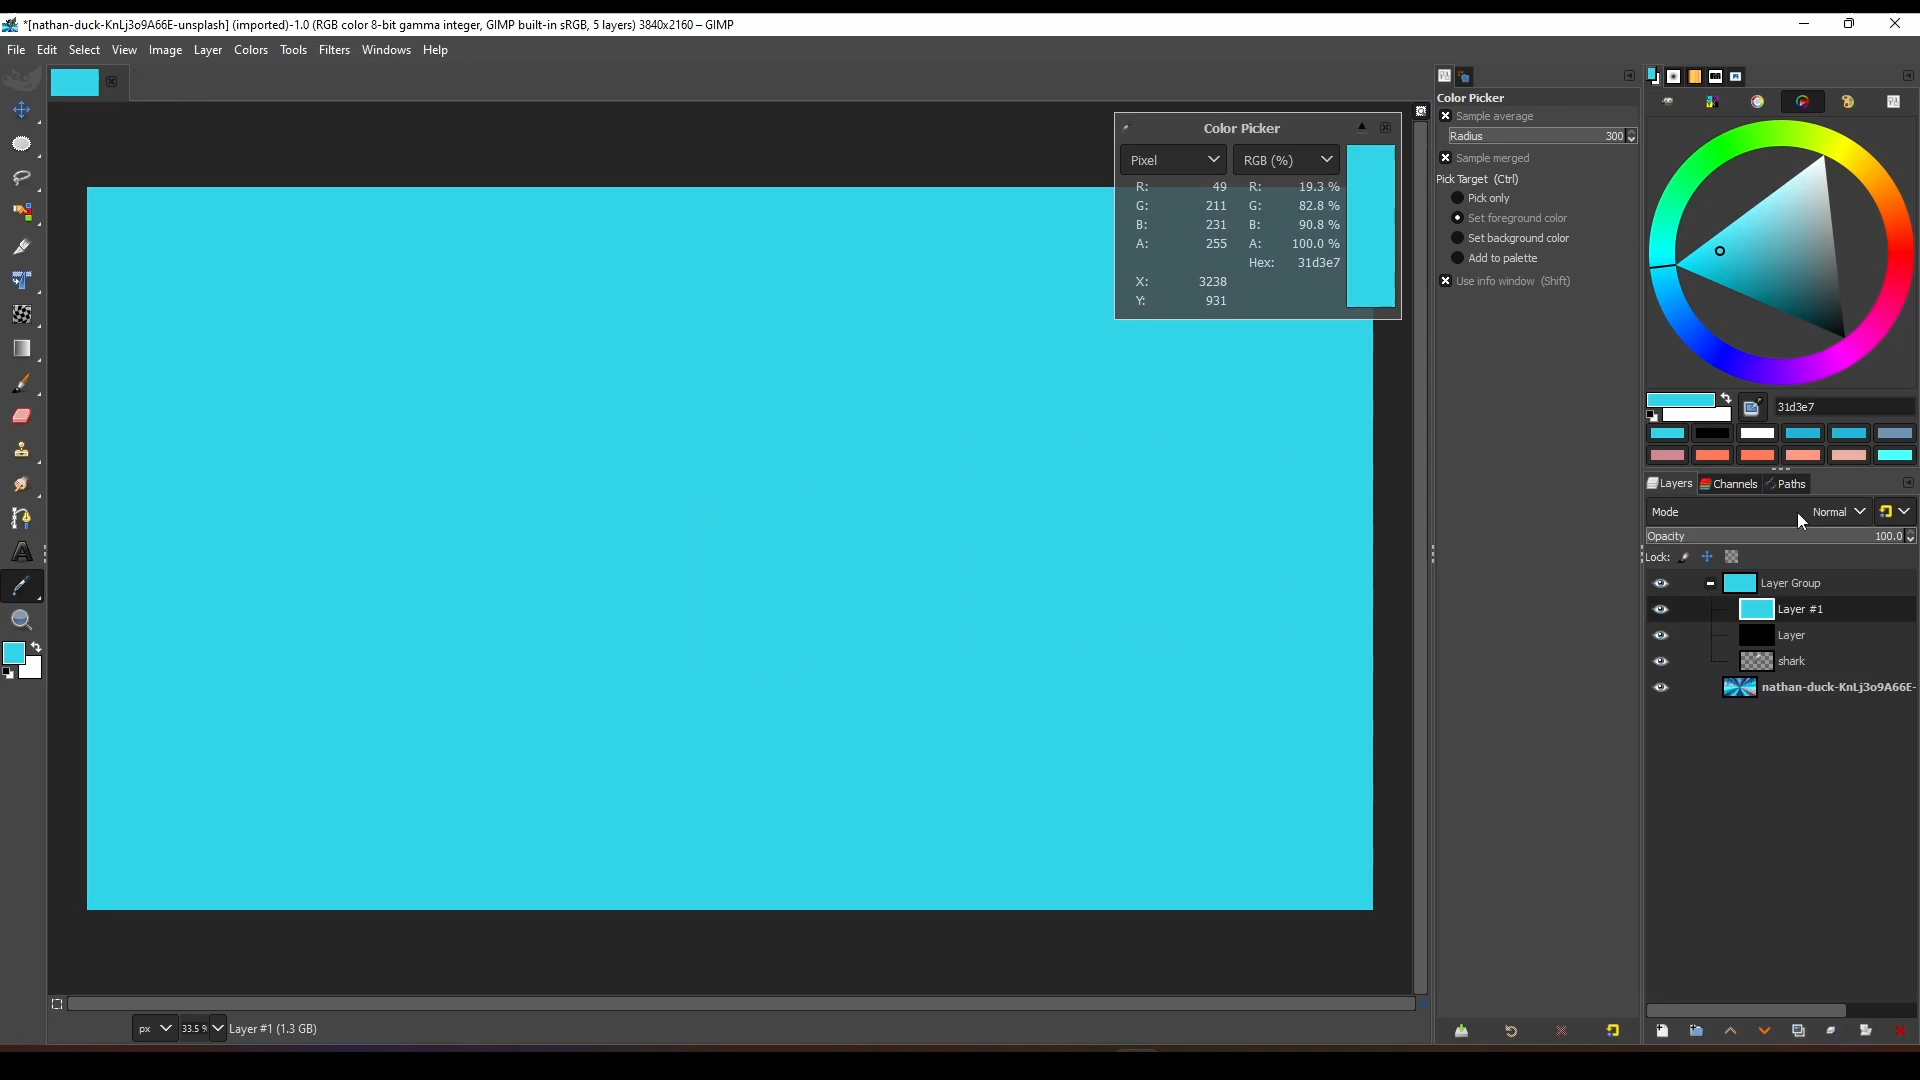 *[nathan-duck-KnLj3o9A66E-unsplash] (imported)-1.0 (RGB color 8-bit gamma integer, GIMP built-in sRGB, 5 layers) 3840x2160 – GIMP
File Edit Select View Image Layer Colors Tools Filters Windows Help
Color Picker
Pixel RGB (%)
R: 49 R: 19.3 %
G: 211 G: 82.8 %
B: 231 B: 90.8 %
A: 255 A: 100.0 %
Hex: 31d3e7
X: 3238
Y: 931
Color Picker
Sample average
Radius 300
Sample merged
Pick Target (Ctrl)
Pick only
Set foreground color
Set background color
Add to palette
Use info window (Shift)
31d3e7
Layers Channels Paths
Mode Normal
Opacity 100.0
Lock:
Layer Group
Layer #1
Layer
shark
nathan-duck-KnLj3o9A66E-
px 33.5 % Layer #1 (1.3 GB)